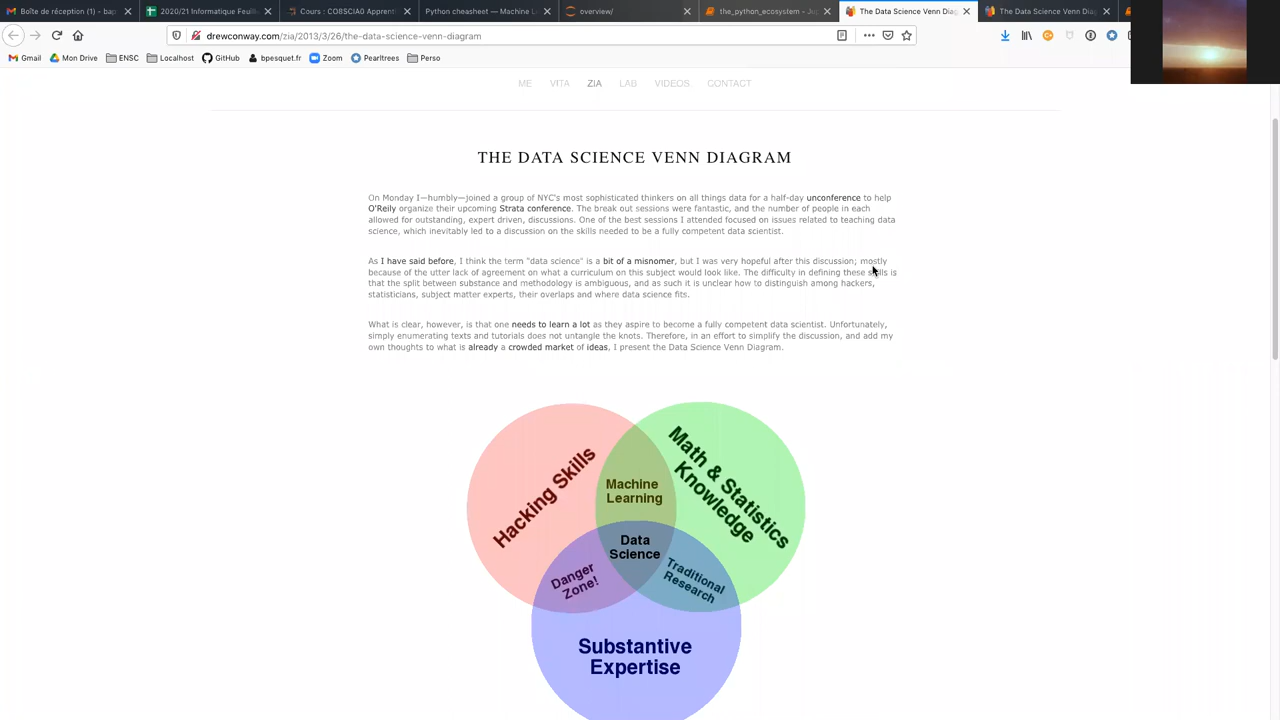 Boîte de réception (1) – bap
2020/21 Informatique Feuil
Cours : CO8SCIA0 Apprent
Python cheasheet — Machine L
overview/
the_python_ecosystem - Ju
The Data Science Venn Diag
The Data Science Venn Diag
drewconway.com/zia/2013/3/26/the-data-science-venn-diagram
Gmail
Mon Drive
ENSC
Localhost
GitHub
bpesquet.fr
Zoom
Pearltrees
Perso
ME
VITA
ZIA
LAB
VIDEOS
CONTACT
THE DATA SCIENCE VENN DIAGRAM
On Monday I—humbly—joined a group of NYC's most sophisticated thinkers on all things data for a half-day unconference to help
O'Reily organize their upcoming Strata conference. The break out sessions were fantastic, and the number of people in each
allowed for outstanding, expert driven, discussions. One of the best sessions I attended focused on issues related to teaching data
science, which inevitably led to a discussion on the skills needed to be a fully competent data scientist.
As I have said before, I think the term "data science" is a bit of a misnomer, but I was very hopeful after this discussion; mostly
because of the utter lack of agreement on what a curriculum on this subject would look like. The difficulty in defining these skills is
that the split between substance and methodology is ambiguous, and as such it is unclear how to distinguish among hackers,
statisticians, subject matter experts, their overlaps and where data science fits.
What is clear, however, is that one needs to learn a lot as they aspire to become a fully competent data scientist. Unfortunately,
simply enumerating texts and tutorials does not untangle the knots. Therefore, in an effort to simplify the discussion, and add my
own thoughts to what is already a crowded market of ideas, I present the Data Science Venn Diagram.
Hacking Skills
Math & Statistics
Knowledge
Machine
Learning
Data
Science
Danger
Zone!
Traditional
Research
Substantive
Expertise